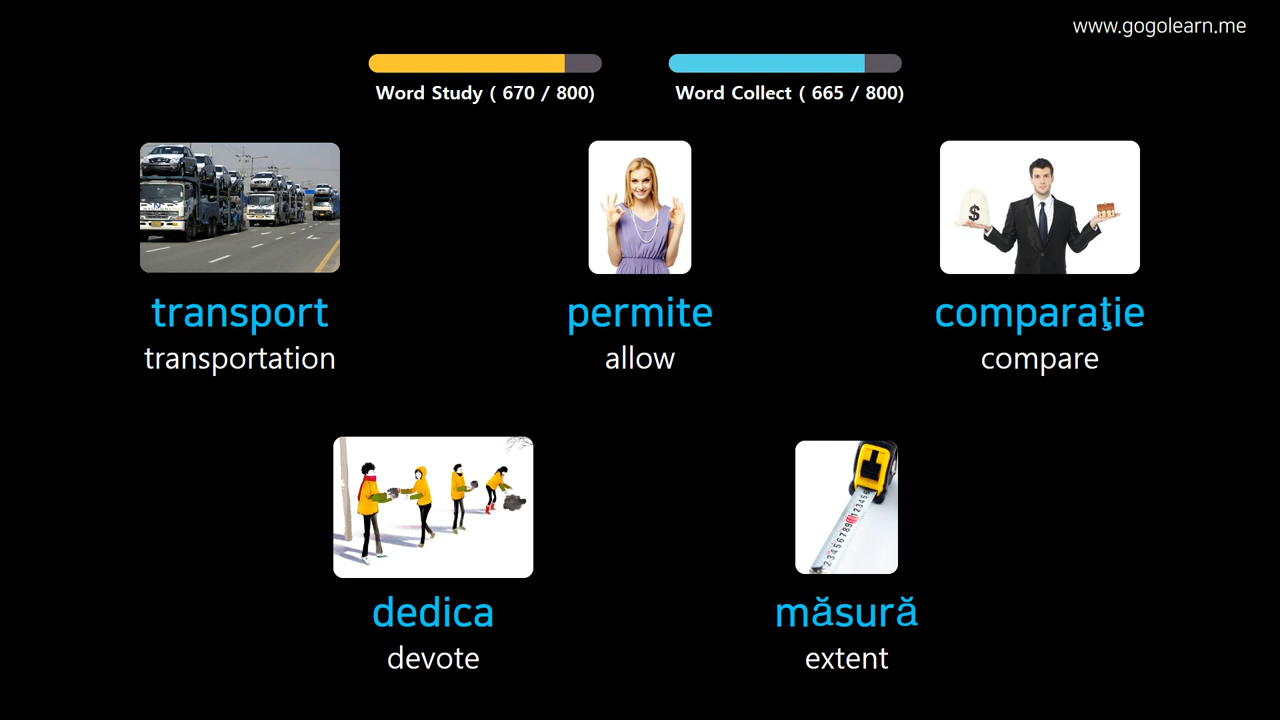 www.gogolearn.me
Word Study ( 670 / 800)
Word Collect ( 665 / 800)
transport
permite
comparaţie
transportation
allow
compare
dedica
măsură
devote
extent